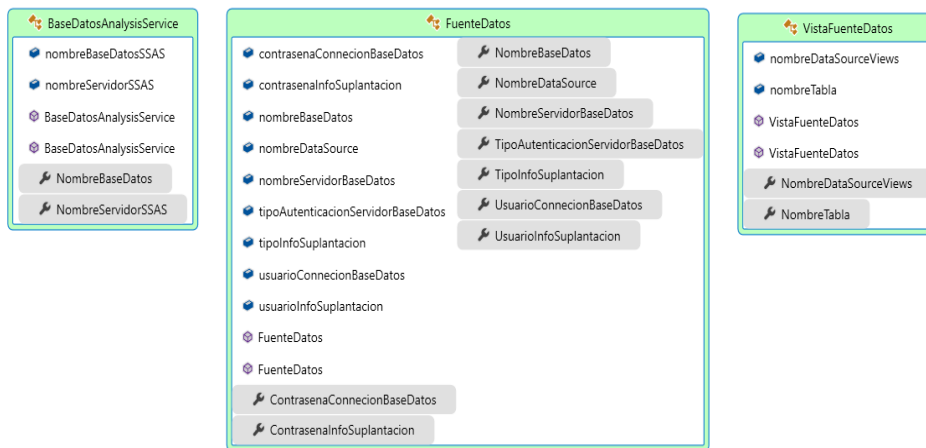 BaseDatosAnalysisService
nombreBaseDatosSSAS
nombreServidorSSAS
BaseDatosAnalysisService
BaseDatosAnalysisService
NombreBaseDatos
NombreServidorSSAS
FuenteDatos
contrasenaConnecionBaseDatos
contrasenaInfoSuplantacion
nombreBaseDatos
nombreDataSource
nombreServidorBaseDatos
tipoAutenticacionServidorBaseDatos
tipoInfoSuplantacion
usuarioConnecionBaseDatos
usuarioInfoSuplantacion
FuenteDatos
FuenteDatos
ContrasenaConnecionBaseDatos
ContrasenaInfoSuplantacion
NombreBaseDatos
NombreDataSource
NombreServidorBaseDatos
TipoAutenticacionServidorBaseDatos
TipoInfoSuplantacion
UsuarioConnecionBaseDatos
UsuarioInfoSuplantacion
VistaFuenteDatos
nombreDataSourceViews
nombreTabla
VistaFuenteDatos
VistaFuenteDatos
NombreDataSourceViews
NombreTabla